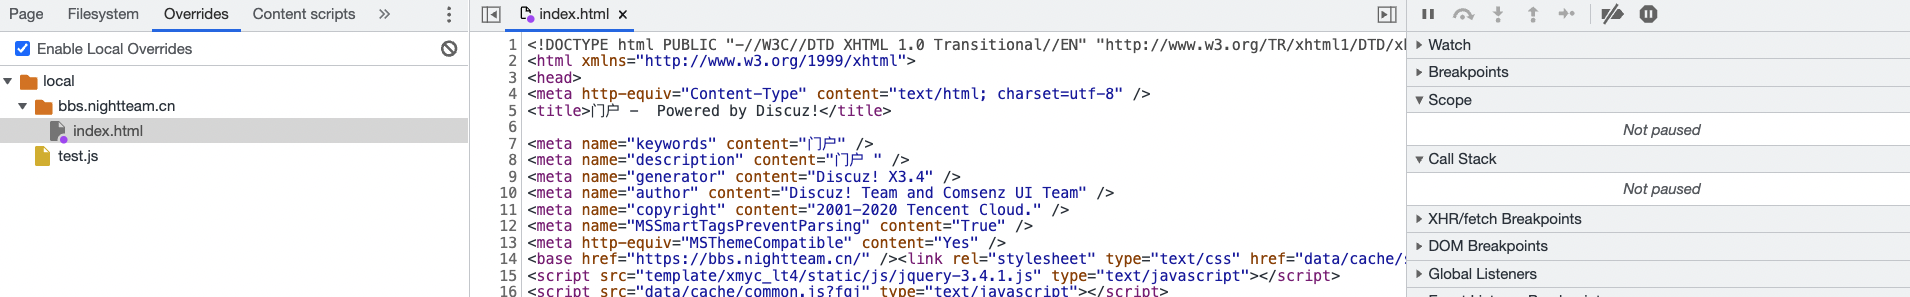 Page Filesystem Overrides Content scripts »
Enable Local Overrides
local
bbs.nightteam.cn
index.html
test.js
index.html ×
1 <!DOCTYPE html PUBLIC "-//W3C//DTD XHTML 1.0 Transitional//EN" "http://www.w3.org/TR/xhtml1/DTD/
2 <html xmlns="http://www.w3.org/1999/xhtml">
3 <head>
4 <meta http-equiv="Content-Type" content="text/html; charset=utf-8" />
5 <title>门户 -  Powered by Discuz!</title>
6
7 <meta name="keywords" content="门户" />
8 <meta name="description" content="门户 " />
9 <meta name="generator" content="Discuz! X3.4" />
10 <meta name="author" content="Discuz! Team and Comsenz UI Team" />
11 <meta name="copyright" content="2001-2020 Tencent Cloud." />
12 <meta name="MSSmartTagsPreventParsing" content="True" />
13 <meta http-equiv="MSThemeCompatible" content="Yes" />
14 <base href="https://bbs.nightteam.cn/" /><link rel="stylesheet" type="text/css" href="data/cache/
15 <script src="template/xmyc_lt4/static/js/jquery-3.4.1.js" type="text/javascript"></script>
16 <script src="data/cache/common.js?fgj" type="text/javascript"></script>
Watch
Breakpoints
Scope
Not paused
Call Stack
Not paused
XHR/fetch Breakpoints
DOM Breakpoints
Global Listeners